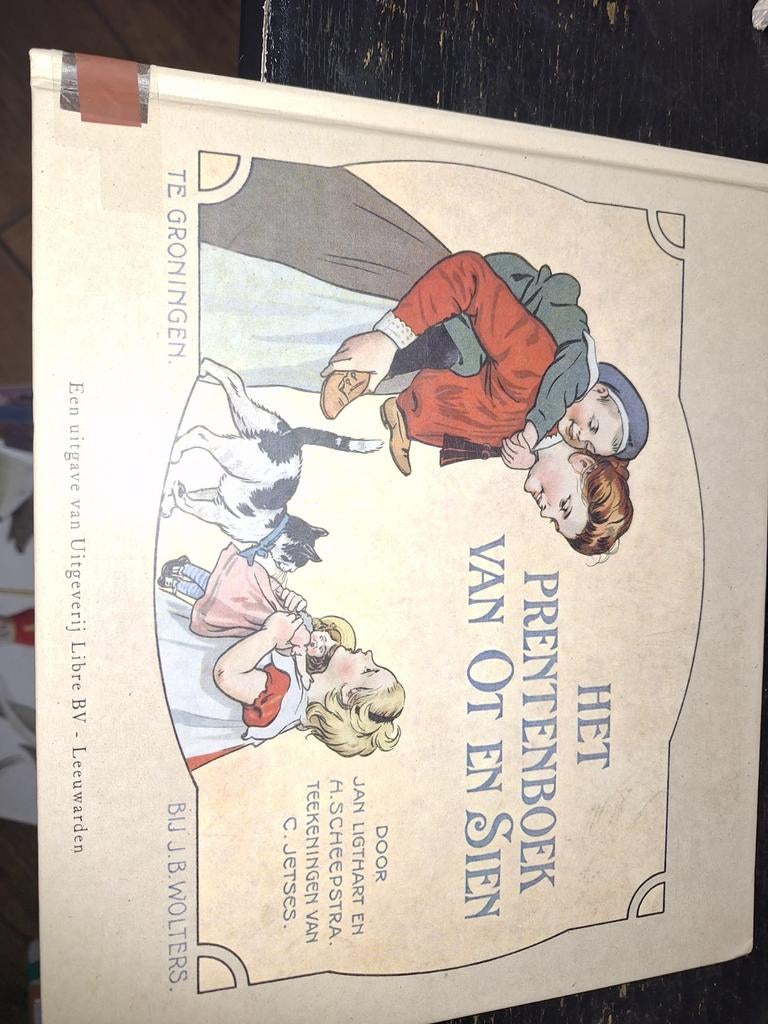 HET
PRENTENBOEK
VAN OT EN SIEN
DOOR
JAN LIGTHART EN
H. SCHEEPSTRA.
TEEKENINGEN VAN
C. JETSES.
TE GRONINGEN.
BIJ J.B. WOLTERS.
Een uitgave van Uitgeverij Libre BV - Leeuwarden